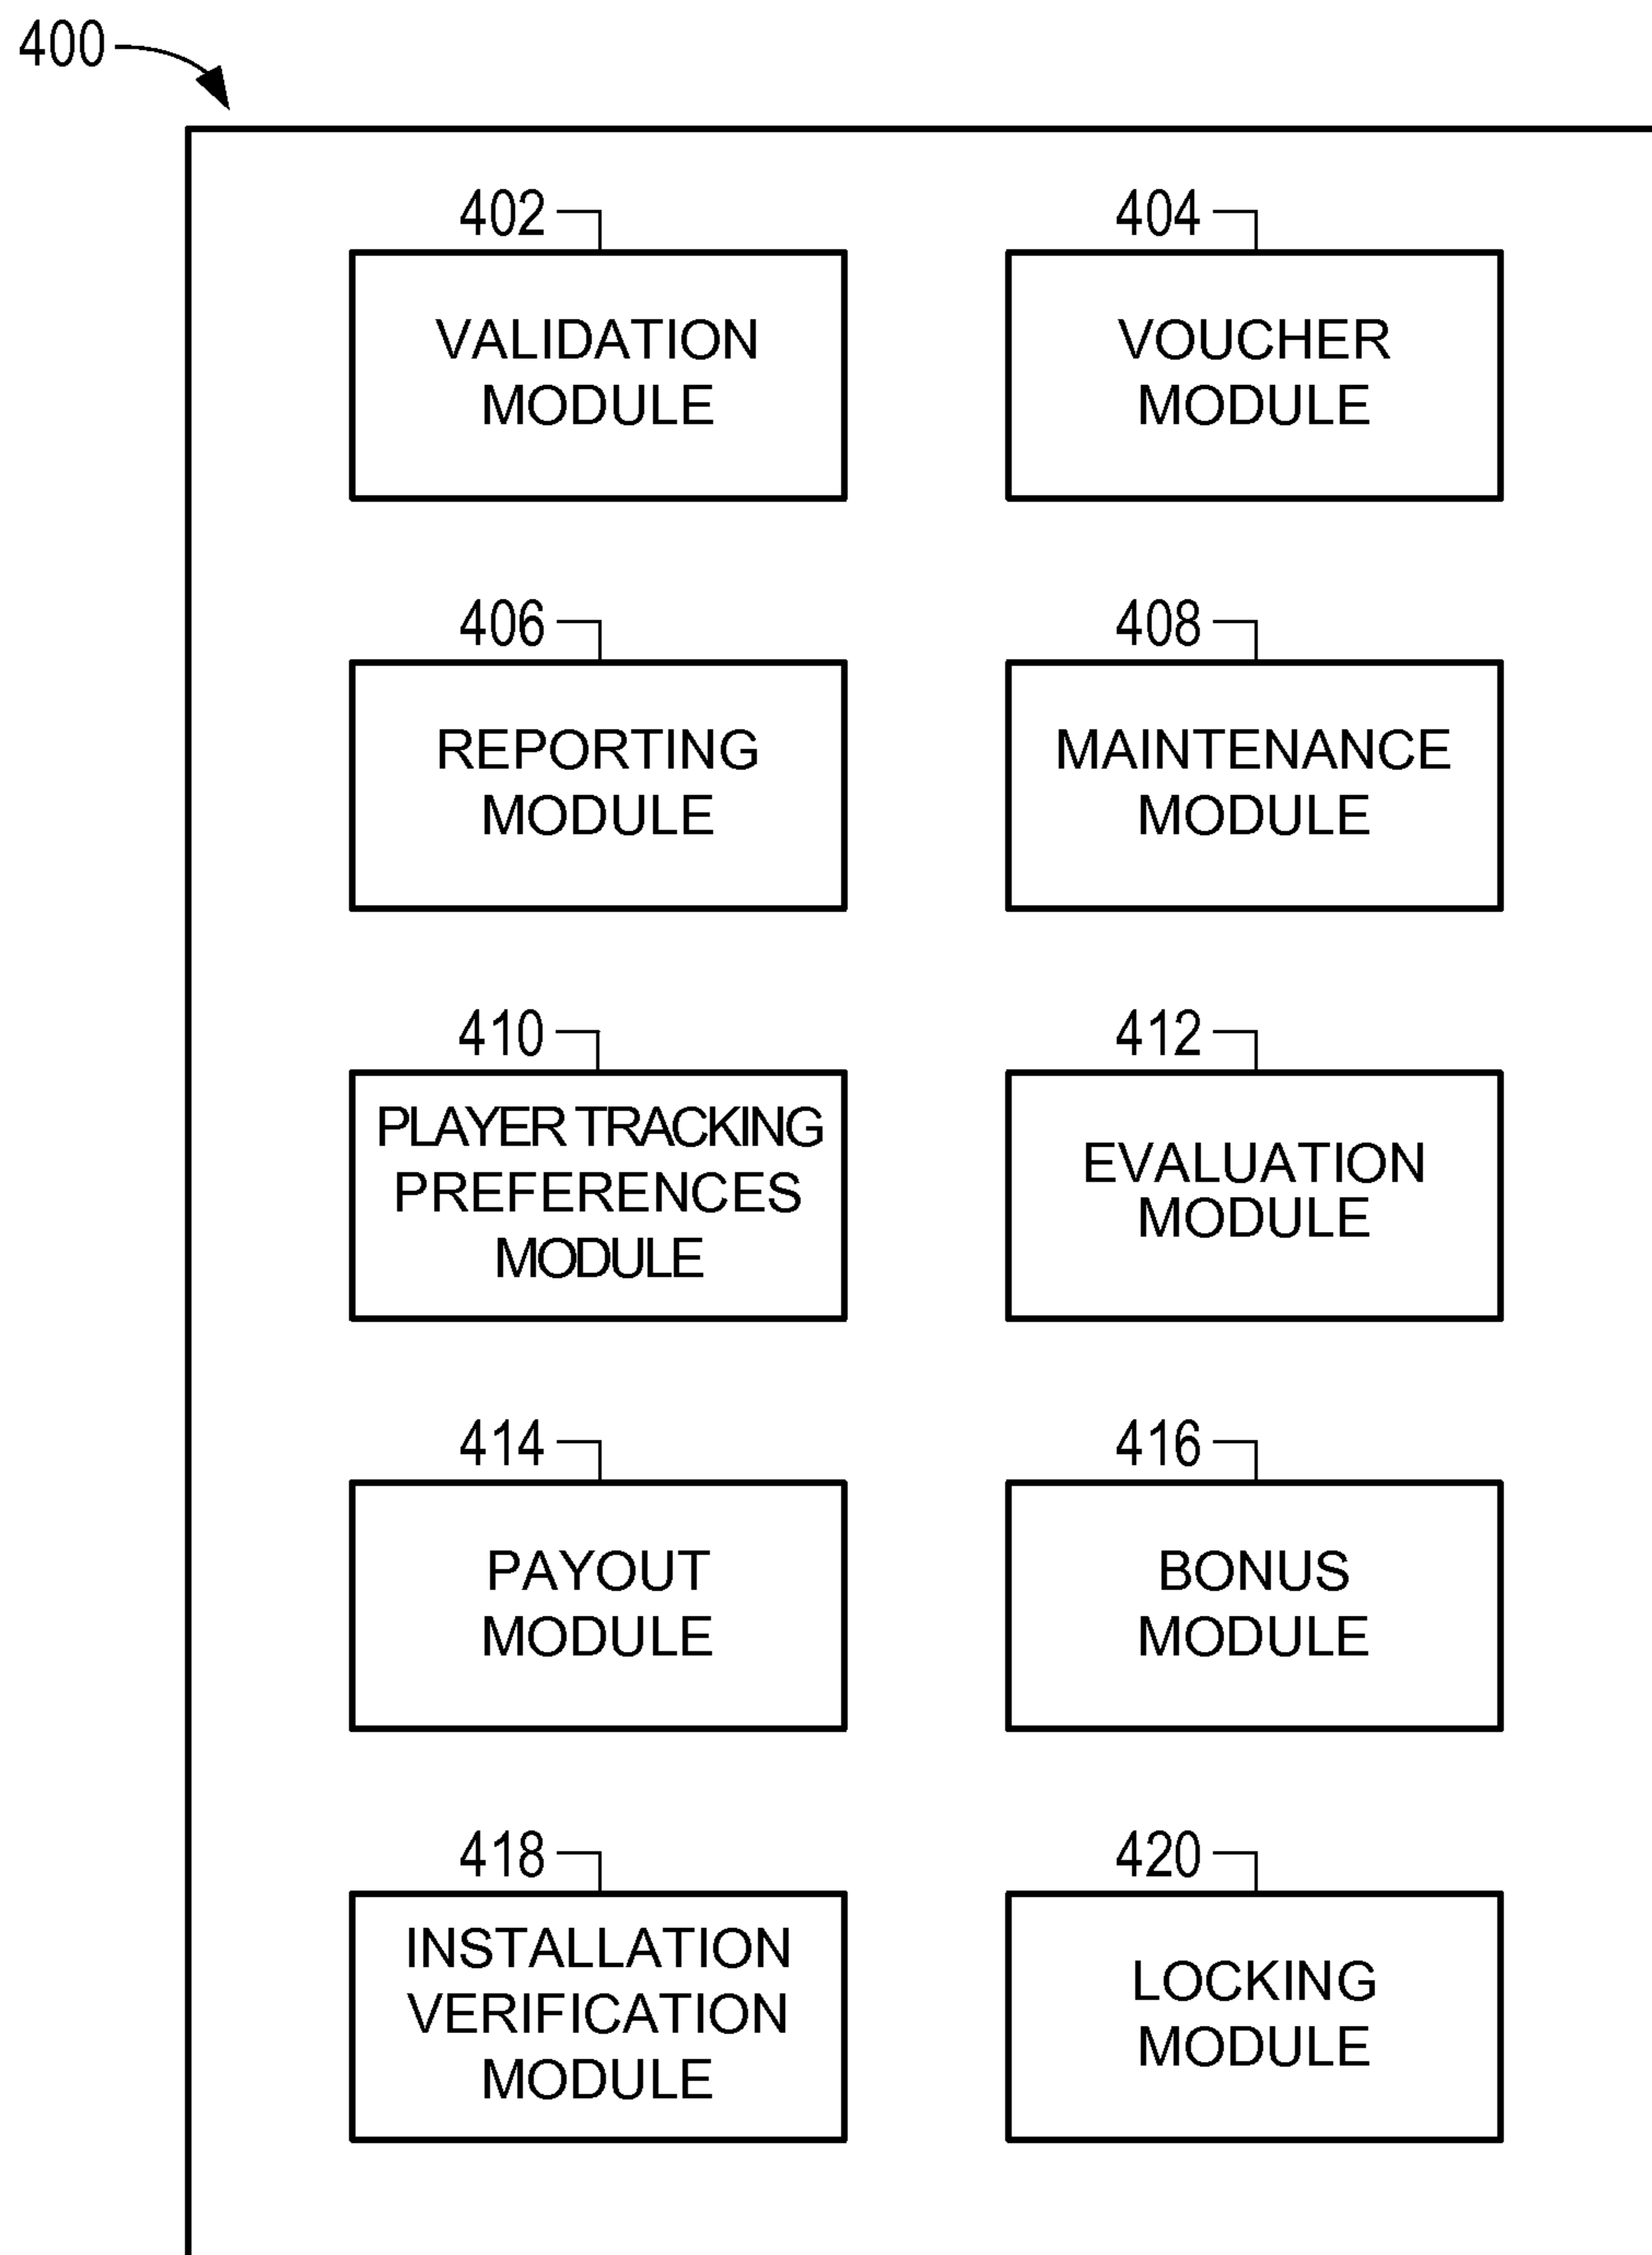 400
402
404
VALIDATION
MODULE
VOUCHER
MODULE
406
408
REPORTING
MODULE
MAINTENANCE
MODULE
410
412
PLAYER TRACKING
PREFERENCES
MODULE
EVALUATION
MODULE
414
416
PAYOUT
MODULE
BONUS
MODULE
418
420
INSTALLATION
VERIFICATION
MODULE
LOCKING
MODULE